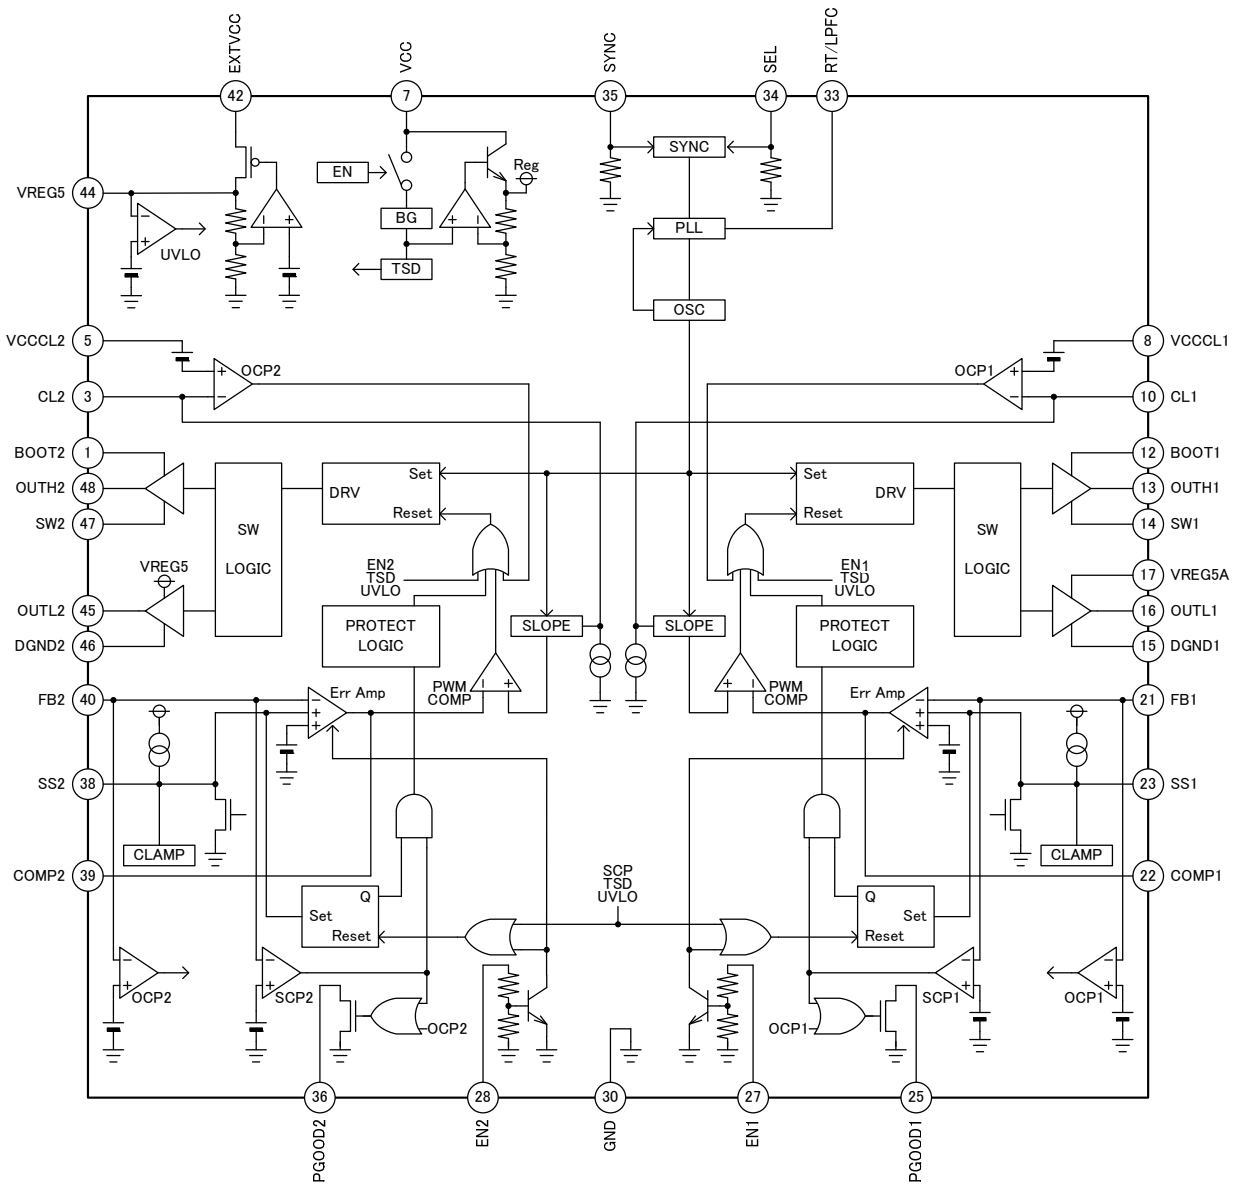 EXTVCC
VCC
SYNC
SEL
RT/LPFC
42
7
35
34
33
VREG5
44
EN
Reg
BG
TSD
UVLO
SYNC
PLL
OSC
VCCCL2
5
OCP2
OCP1
8
VCCCL1
CL2
3
10
CL1
BOOT2
1
12
BOOT1
OUTH2
48
13
OUTH1
SW2
47
14
SW1
SW
LOGIC
Set
DRV
Reset
Set
DRV
Reset
SW
LOGIC
VREG5
EN2
TSD
UVLO
EN1
TSD
UVLO
17
VREG5A
OUTL2
45
16
OUTL1
DGND2
46
15
DGND1
PROTECT
LOGIC
SLOPE
SLOPE
PROTECT
LOGIC
PWM
COMP
PWM
COMP
FB2
40
Err Amp
Err Amp
21
FB1
SS2
38
23
SS1
CLAMP
CLAMP
COMP2
39
22
COMP1
SCP
TSD
UVLO
Q
Set
Reset
Q
Set
Reset
OCP2
SCP2
OCP2
OCP1
SCP1
OCP1
36
28
30
27
25
PGOOD2
EN2
GND
EN1
PGOOD1